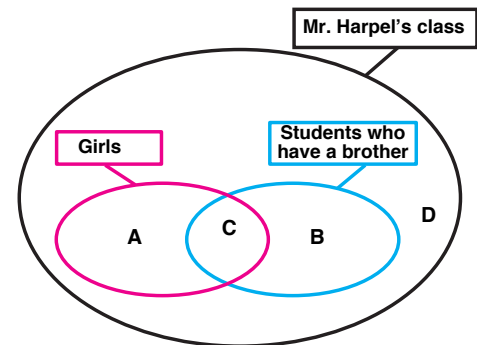 Mr. Harpel's class
Girls
Students who
have a brother
A
C
B
D